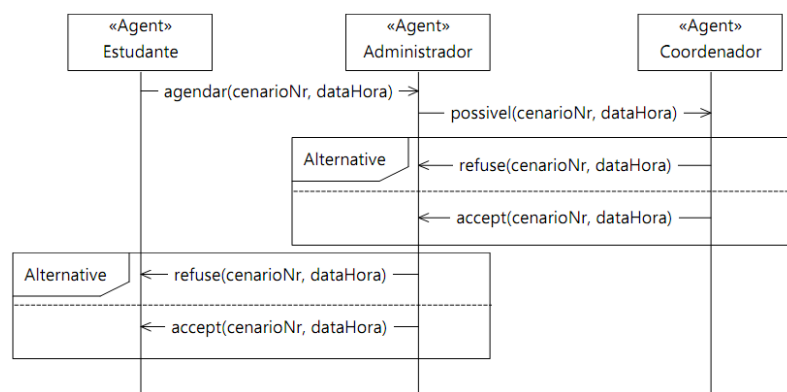 «Agent»
Estudante
«Agent»
Administrador
«Agent»
Coordenador
agendar(cenarioNr, dataHora)
possivel(cenarioNr, dataHora)
Alternative
refuse(cenarioNr, dataHora)
accept(cenarioNr, dataHora)
Alternative
refuse(cenarioNr, dataHora)
accept(cenarioNr, dataHora)